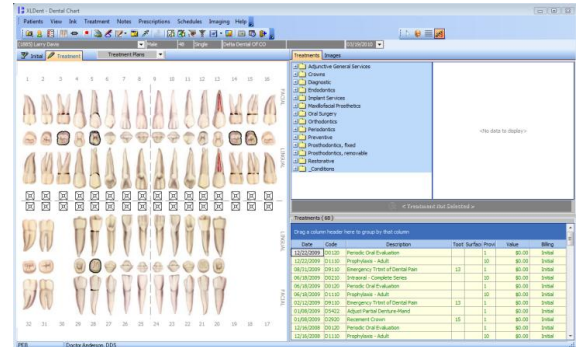 XLDent - Dental Chart
Patients View Ink Treatment Notes Prescriptions Schedules Imaging Help
Larry Davis Male 48 Single Delta Dental Of CO 03/19/2010
Initial Treatment Treatment Plans
1 2 3 4 5 6 7 8 9 10 11 12 13 14 15 16
FACIAL
LINGUAL
LINGUAL
FACIAL
32 31 30 29 28 27 26 25 24 23 22 21 20 19 18 17
Treatments Images
Adjunctive General Services
Crowns
Diagnostic
Endodontics
Implant Services
Maxillofacial Prosthetics
Oral Surgery
Orthodontics
Periodontics
Preventive
Prosthodontics, fixed
Prosthodontics, removable
Restorative
_Conditions
<No data to display>
< Treatment Not Selected >
Treatments ( 60 )
Drag a column header here to group by that column
Date Code Description Toot Surface Provi Value Billing
12/22/2009 D0120 Periodic Oral Evaluation 1 $0.00 Initial
12/22/2009 D1110 Prophylaxis - Adult 10 $0.00 Initial
08/31/2009 D9110 Emergency Trtmt of Dental Pain 13 1 $0.00 Initial
06/18/2009 D0210 Intraoral - Complete Series 10 $0.00 Initial
06/18/2009 D0120 Periodic Oral Evaluation 1 $0.00 Initial
06/18/2009 D1110 Prophylaxis - Adult 10 $0.00 Initial
02/12/2009 D9110 Emergency Trtmt of Dental Pain 13 1 $0.00 Initial
01/08/2009 D5422 Adjust Partial Denture-Mand 1 $0.00 Initial
01/08/2009 D2920 Recement Crown 15 1 $0.00 Initial
12/16/2008 D0120 Periodic Oral Evaluation 1 $0.00 Initial
12/16/2008 D1110 Prophylaxis - Adult 10 $0.00 Initial
Doctor Anderson, DDS